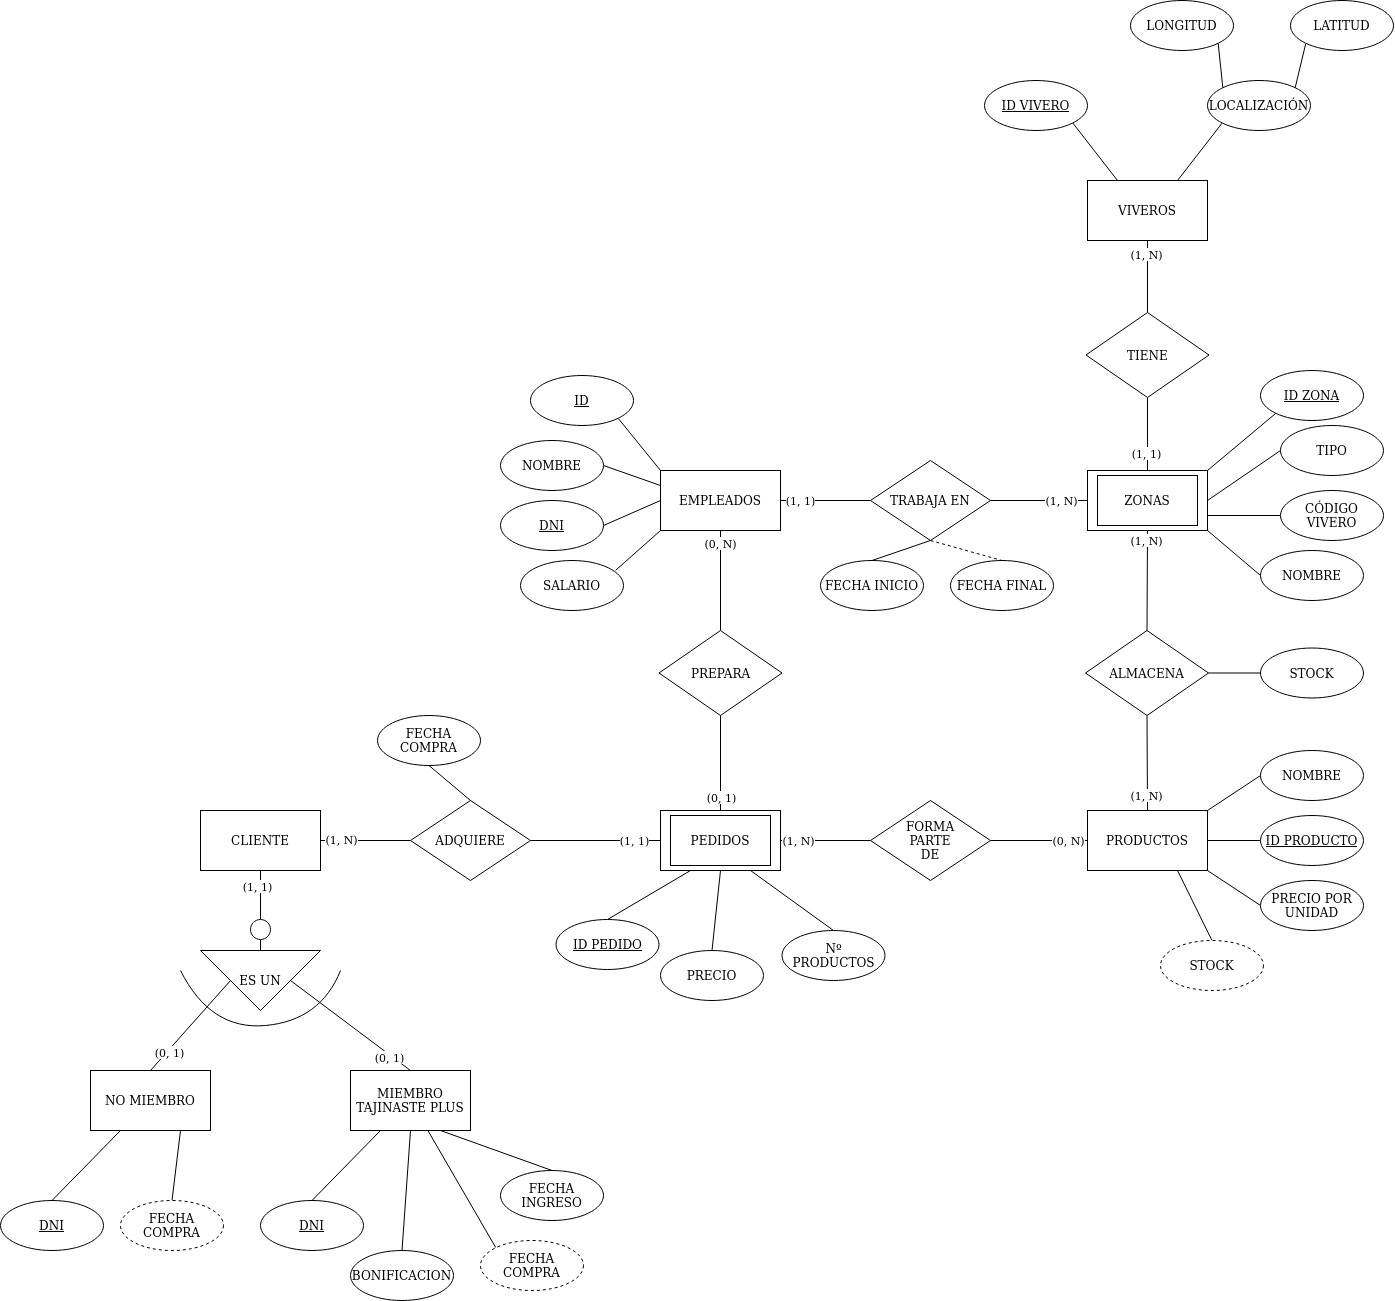 LONGITUD
LATITUD
ID VIVERO
LOCALIZACIÓN
VIVEROS
(1, N)
TIENE
(1, 1)
ID
NOMBRE
DNI
SALARIO
EMPLEADOS
(1, 1)
TRABAJA EN
(1, N)
ZONAS
ID ZONA
TIPO
CÓDIGO
VIVERO
NOMBRE
(0, N)
FECHA INICIO
FECHA FINAL
(1, N)
PREPARA
ALMACENA
STOCK
FECHA
COMPRA
(0, 1)
(1, N)
CLIENTE
(1, N)
ADQUIERE
(1, 1)
PEDIDOS
(1, N)
FORMA
PARTE
DE
(0, N)
PRODUCTOS
NOMBRE
ID PRODUCTO
PRECIO POR
UNIDAD
STOCK
(1, 1)
ID PEDIDO
PRECIO
Nº
PRODUCTOS
ES UN
(0, 1)
(0, 1)
NO MIEMBRO
MIEMBRO
TAJINASTE PLUS
DNI
FECHA
COMPRA
DNI
BONIFICACION
FECHA
COMPRA
FECHA
INGRESO